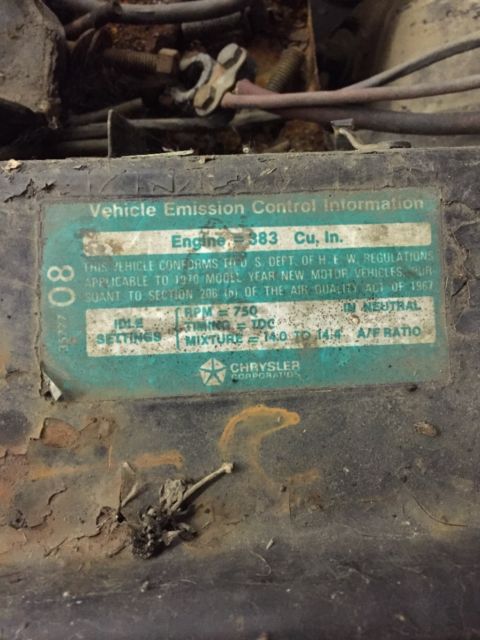 Vehicle Emission Control Information
Engine = 383 Cu. In.
THIS VEHICLE CONFORMS TO U S. DEPT. OF H. E. W. REGULATIONS
APPLICABLE TO 1970 MODEL YEAR NEW MOTOR VEHICLES, PUR-
SUANT TO SECTION 206 (b) OF THE AIR QUALITY ACT OF 1967
IDLE SETTINGS
RPM = 750 IN NEUTRAL
TIMING = TDC
MIXTURE = 14.0 TO 14.4 A/F RATIO
CHRYSLER
CORPORATION
08
C